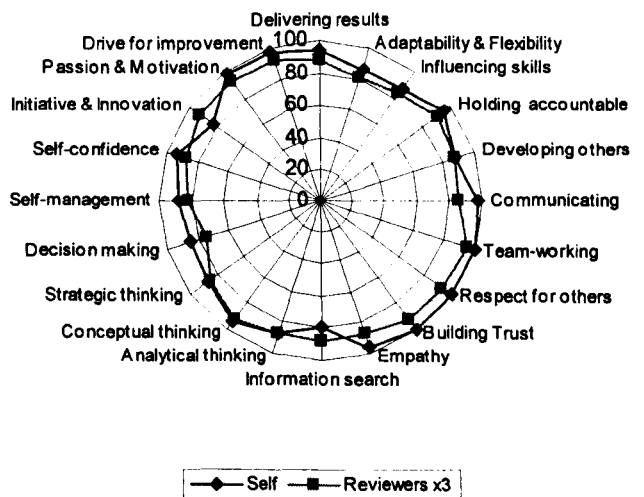 Delivering results
100
Drive for improvement
Adaptability & Flexibility
80
Passion & Motivation
Influencing skills
60
Initiative & Innovation
Holding accountable
40
Self-confidence
Developing others
20
Self-management
0
Communicating
Decision making
Team-working
Strategic thinking
Respect for others
Conceptual thinking
Building Trust
Analytical thinking
Empathy
Information search
Self
Reviewers x3